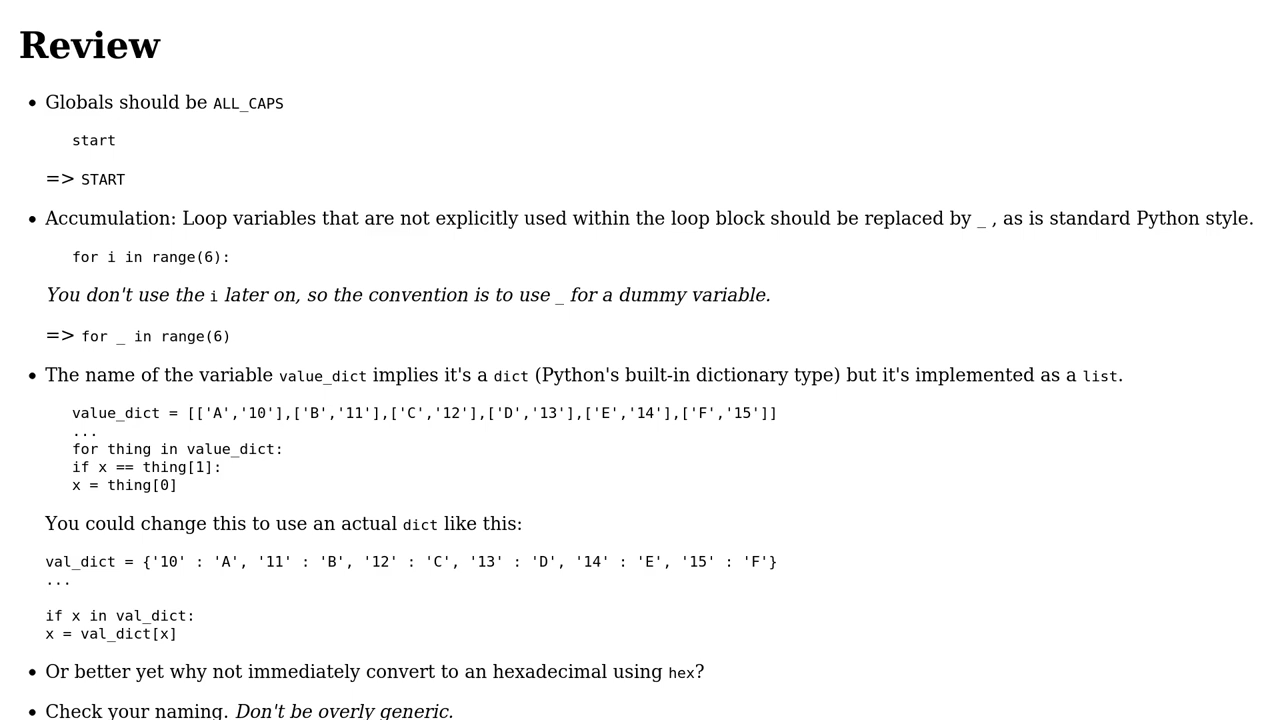 Review
• Globals should be ALL_CAPS
start
=> START
• Accumulation: Loop variables that are not explicitly used within the loop block should be replaced by _ , as is standard Python style.
for i in range(6):
You don't use the i later on, so the convention is to use _ for a dummy variable.
=> for _ in range(6)
• The name of the variable value_dict implies it's a dict (Python's built-in dictionary type) but it's implemented as a list.
value_dict = [['A','10'],['B','11'],['C','12'],['D','13'],['E','14'],['F','15']]
...
for thing in value_dict:
if x == thing[1]:
x = thing[0]
You could change this to use an actual dict like this:
val_dict = {'10' : 'A', '11' : 'B', '12' : 'C', '13' : 'D', '14' : 'E', '15' : 'F'}
...
if x in val_dict:
x = val_dict[x]
• Or better yet why not immediately convert to an hexadecimal using hex?
• Check your naming. Don't be overly generic.